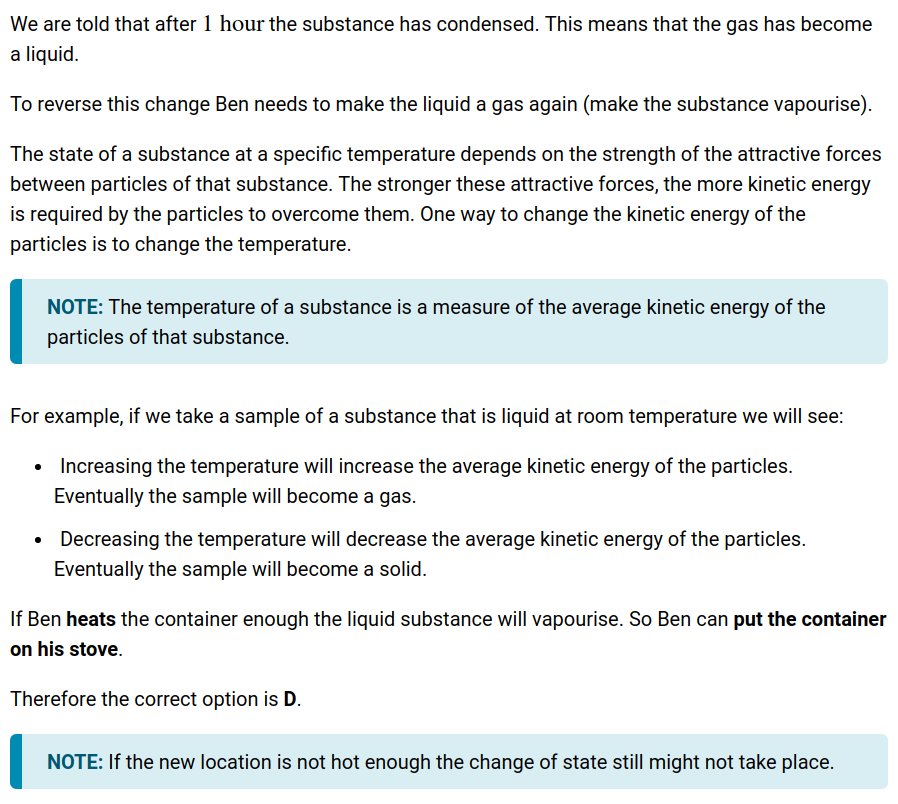 We are told that after 1 hour the substance has condensed. This means that the gas has become
a liquid.
To reverse this change Ben needs to make the liquid a gas again (make the substance vapourise).
The state of a substance at a specific temperature depends on the strength of the attractive forces
between particles of that substance. The stronger these attractive forces, the more kinetic energy
is required by the particles to overcome them. One way to change the kinetic energy of the
particles is to change the temperature.
NOTE: The temperature of a substance is a measure of the average kinetic energy of the
particles of that substance.
For example, if we take a sample of a substance that is liquid at room temperature we will see:
• Increasing the temperature will increase the average kinetic energy of the particles.
Eventually the sample will become a gas.
• Decreasing the temperature will decrease the average kinetic energy of the particles.
Eventually the sample will become a solid.
If Ben heats the container enough the liquid substance will vapourise. So Ben can put the container
on his stove.
Therefore the correct option is D.
NOTE: If the new location is not hot enough the change of state still might not take place.